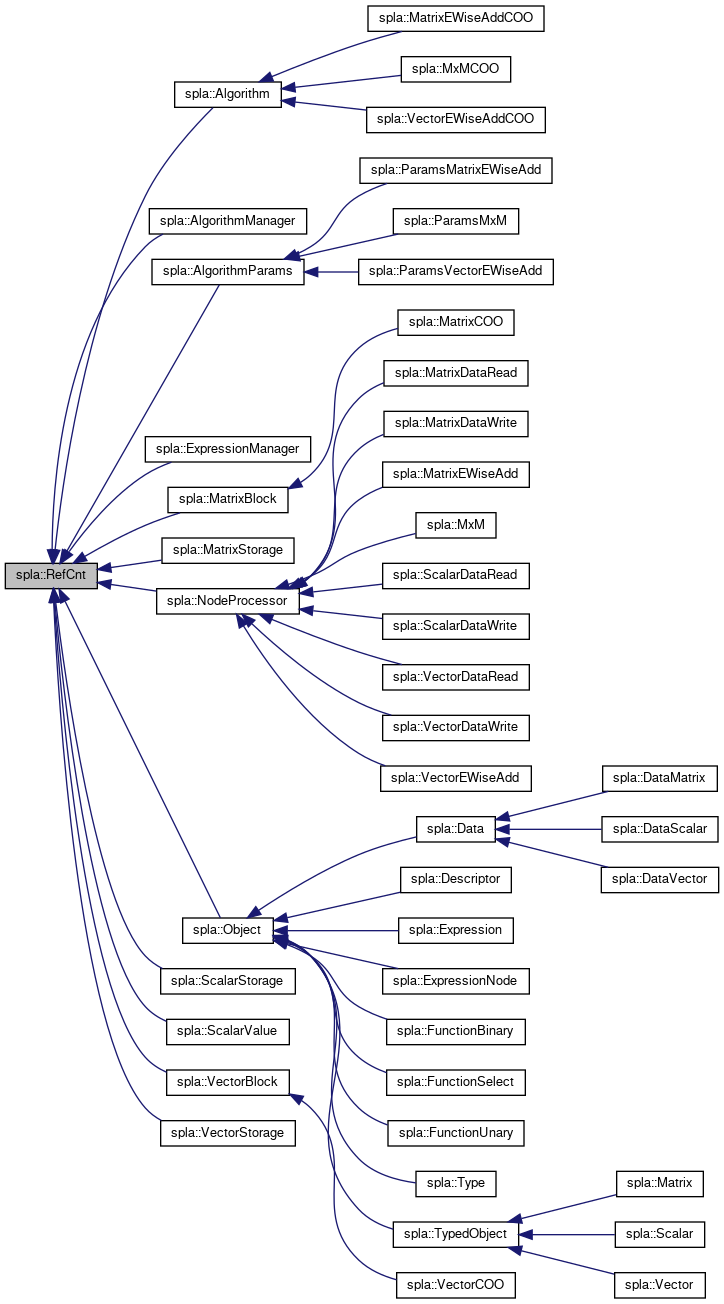 spla::MatrixEWiseAddCOO
spla::MxMCOO
spla::Algorithm
spla::VectorEWiseAddCOO
spla::ParamsMatrixEWiseAdd
spla::AlgorithmManager
spla::ParamsMxM
spla::AlgorithmParams
spla::ParamsVectorEWiseAdd
spla::MatrixCOO
spla::MatrixDataRead
spla::MatrixDataWrite
spla::ExpressionManager
spla::MatrixEWiseAdd
spla::MatrixBlock
spla::MxM
spla::MatrixStorage
spla::RefCnt
spla::ScalarDataRead
spla::NodeProcessor
spla::ScalarDataWrite
spla::VectorDataRead
spla::VectorDataWrite
spla::VectorEWiseAdd
spla::DataMatrix
spla::Data
spla::DataScalar
spla::Descriptor
spla::DataVector
spla::Object
spla::Expression
spla::ScalarStorage
spla::ExpressionNode
spla::ScalarValue
spla::FunctionBinary
spla::VectorBlock
spla::FunctionSelect
spla::VectorStorage
spla::FunctionUnary
spla::Type
spla::Matrix
spla::TypedObject
spla::Scalar
spla::VectorCOO
spla::Vector